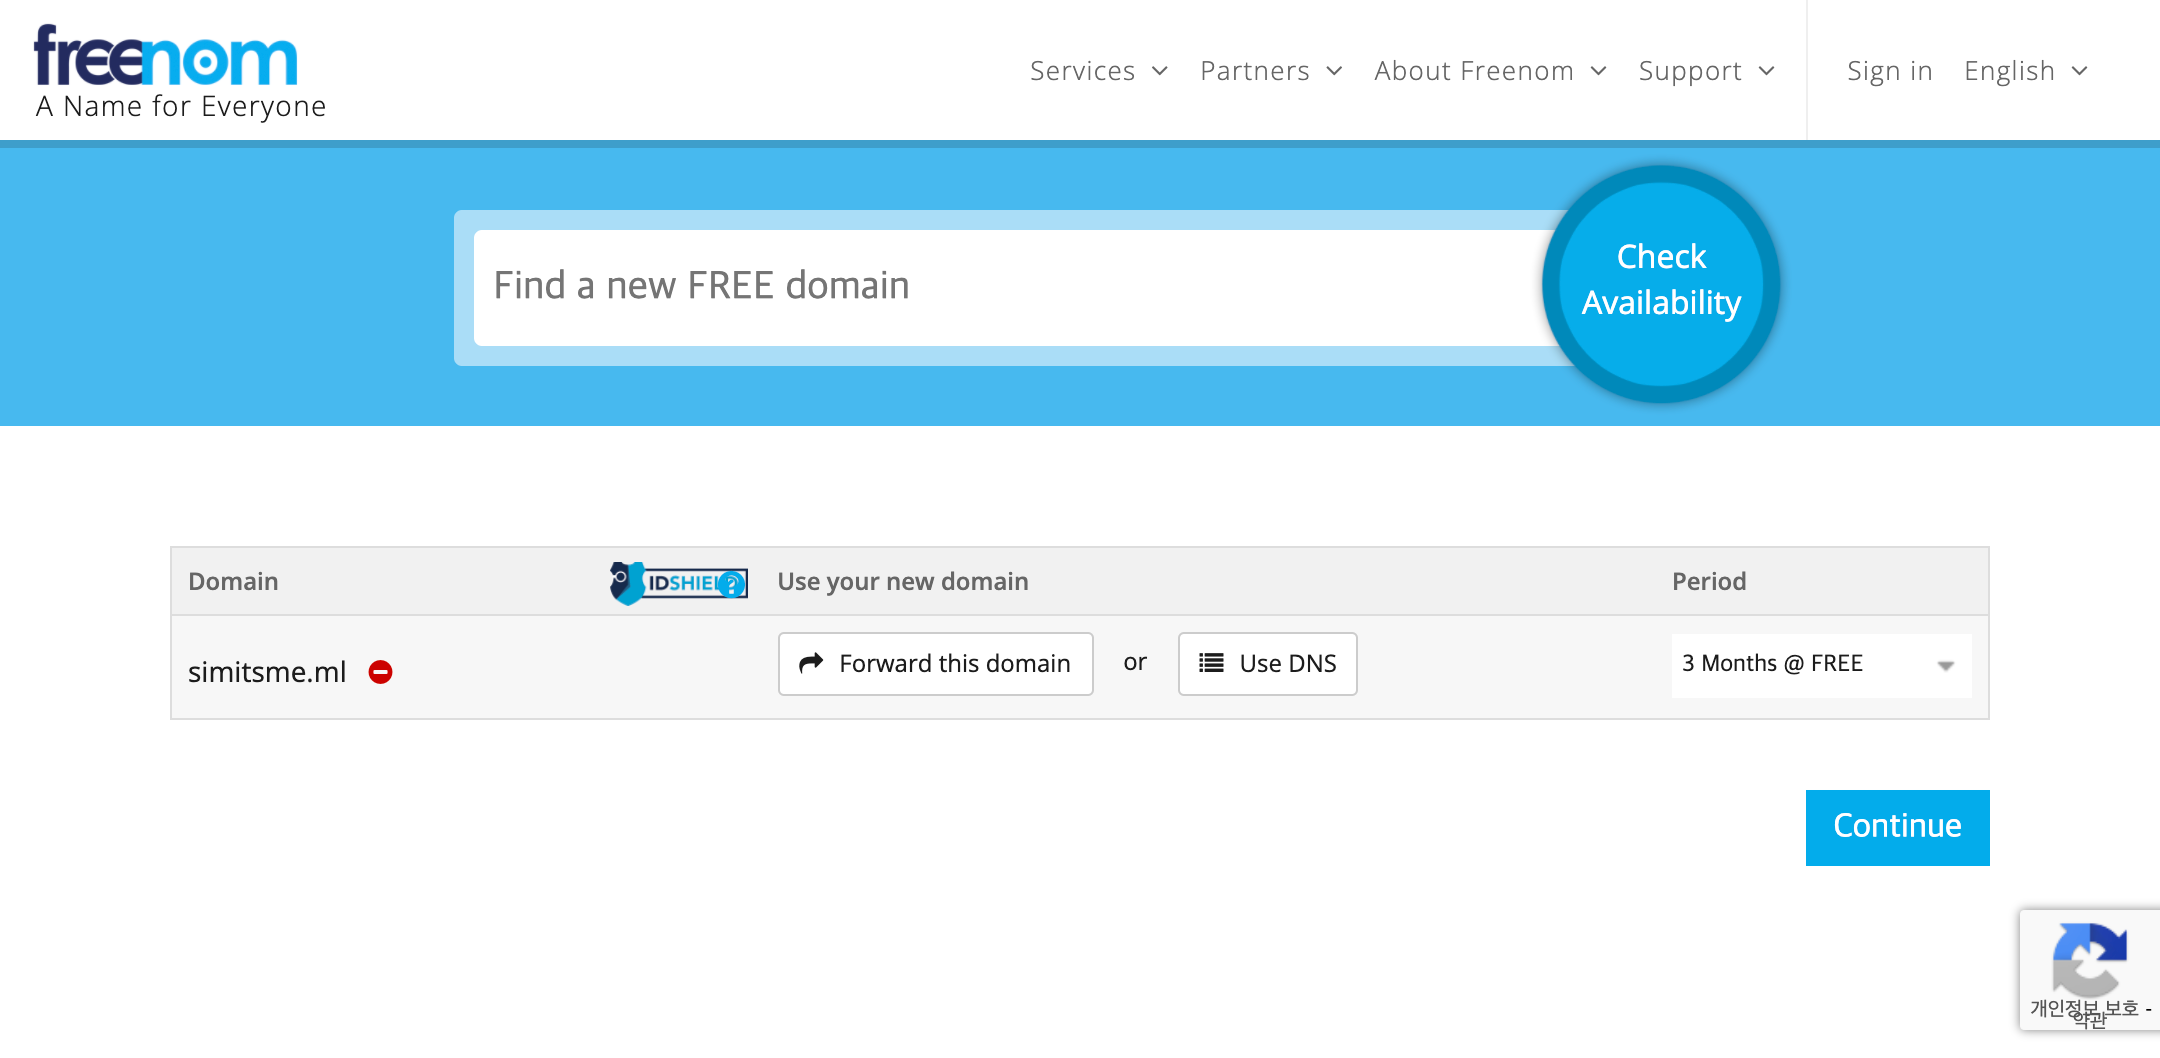 freenom
A Name for Everyone
Services Partners About Freenom Support Sign in English
Find a new FREE domain
Check
Availability
Domain IDSHIEL? Use your new domain Period
simitsme.ml Forward this domain or Use DNS 3 Months @ FREE
Continue
개인정보 보호 -
약관